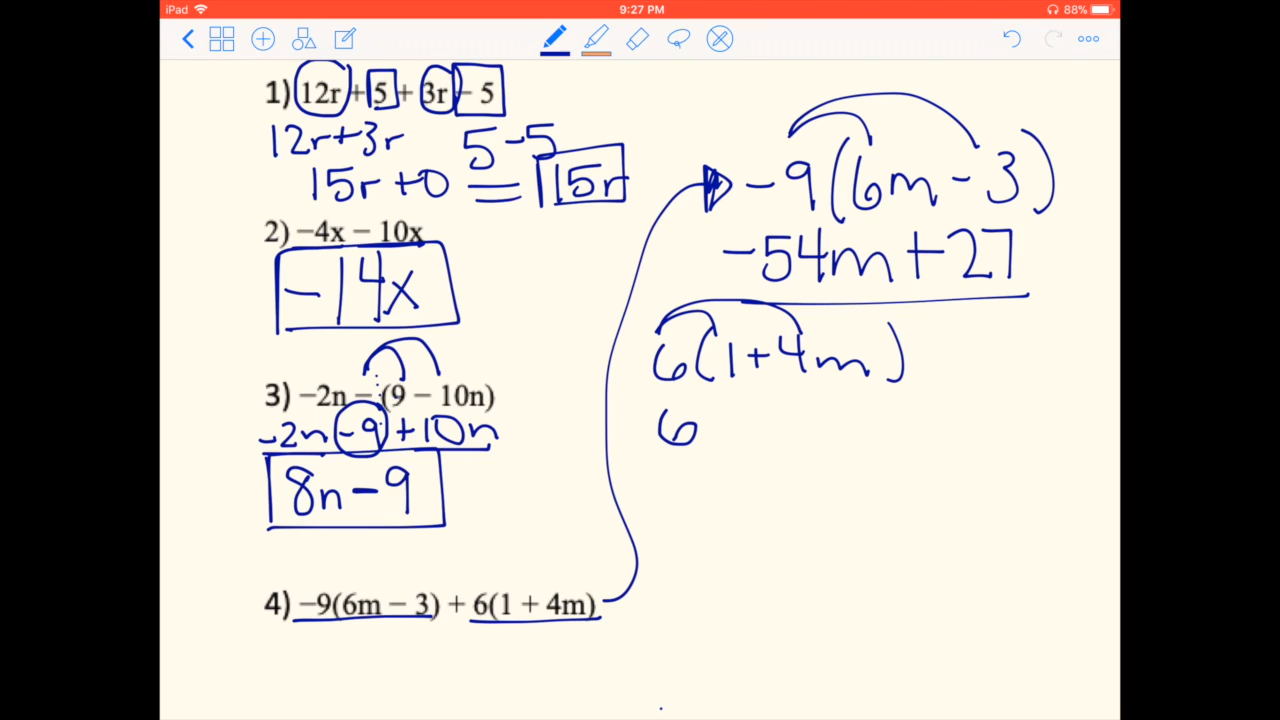 iPad 9:27 PM 88%
1) 12r + 5 + 3r − 5
12r+3r 5-5
15r +0 = 15r
2) −4x − 10x
-14x
3) −2n − (9 − 10n)
-2n -9 +10n
8n-9
4) −9(6m − 3) + 6(1 + 4m)
-9(6m-3)
-54m+27
6(1+4m)
6